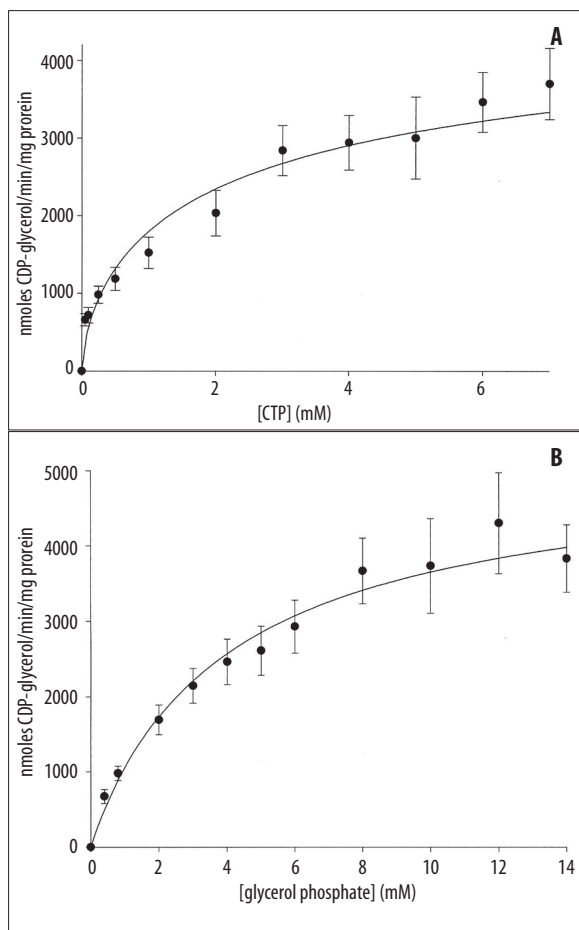 A
nmoles CDP-glycerol/min/mg prorein
4000
3000
2000
1000
0
0 2 4 6
[CTP] (mM)
B
nmoles CDP-glycerol/min/mg prorein
5000
4000
3000
2000
1000
0
0 2 4 6 8 10 12 14
[glycerol phosphate] (mM)